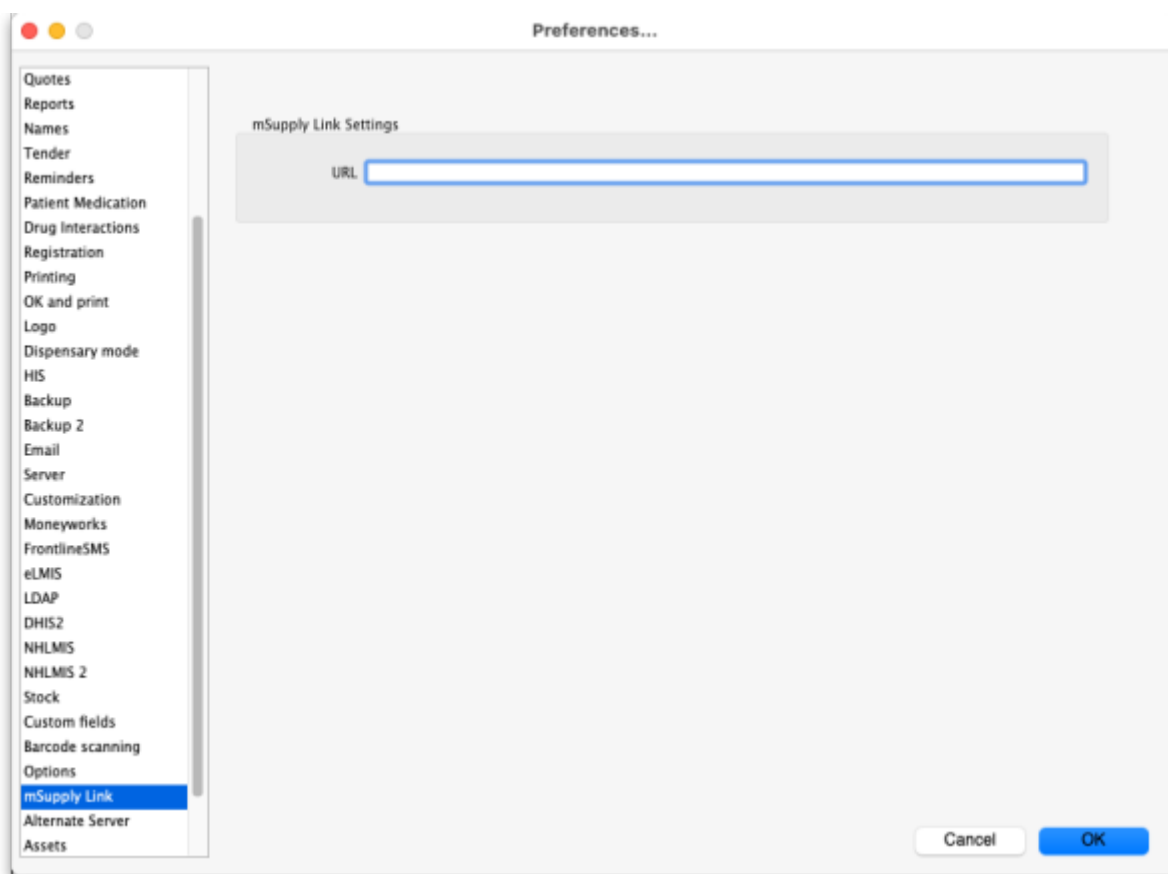 Preferences...
Quotes
Reports
Names
Tender
Reminders
Patient Medication
Drug Interactions
Registration
Printing
OK and print
Logo
Dispensary mode
HIS
Backup
Backup 2
Email
Server
Customization
Moneyworks
FrontlineSMS
eLMIS
LDAP
DHIS2
NHLMIS
NHLMIS 2
Stock
Custom fields
Barcode scanning
Options
mSupply Link
Alternate Server
Assets
mSupply Link Settings
URL
Cancel OK